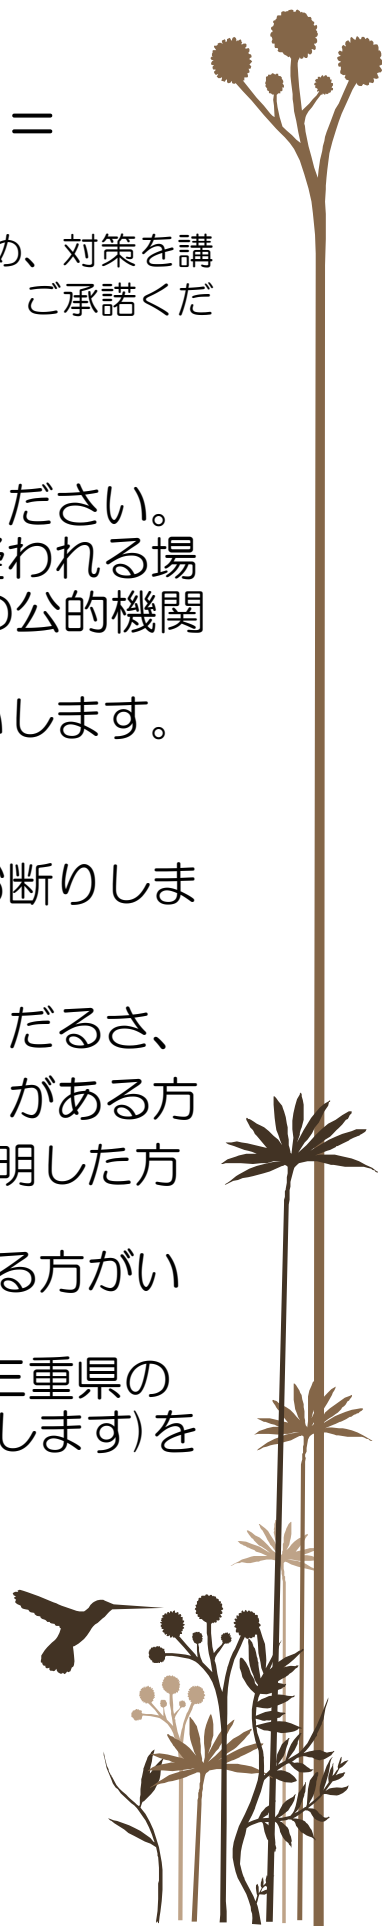 ＝
め、対策を講
ご承諾くだ
ださい。
われる場
の公的機関
いします。
お断りしま
だるさ、
がある方
明した方
る方がい
三重県の
します)を